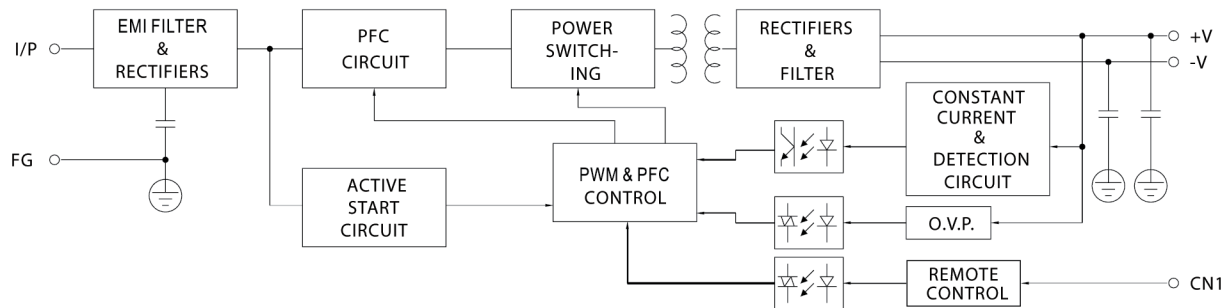 I/P
EMI FILTER
&
RECTIFIERS
PFC
CIRCUIT
POWER
SWITCH-
ING
RECTIFIERS
&
FILTER
+V
-V
CONSTANT
CURRENT
&
DETECTION
CIRCUIT
FG
ACTIVE
START
CIRCUIT
PWM & PFC
CONTROL
O.V.P.
REMOTE
CONTROL
CN1